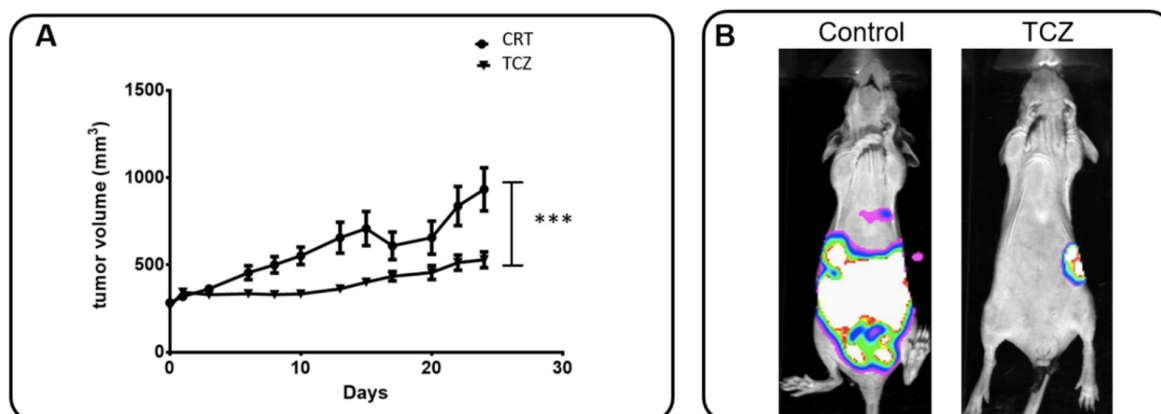 A
CRT
TCZ
1500
1000
500
0
tumor volume (mm³)
***
0 10 20 30
Days
B
Control TCZ